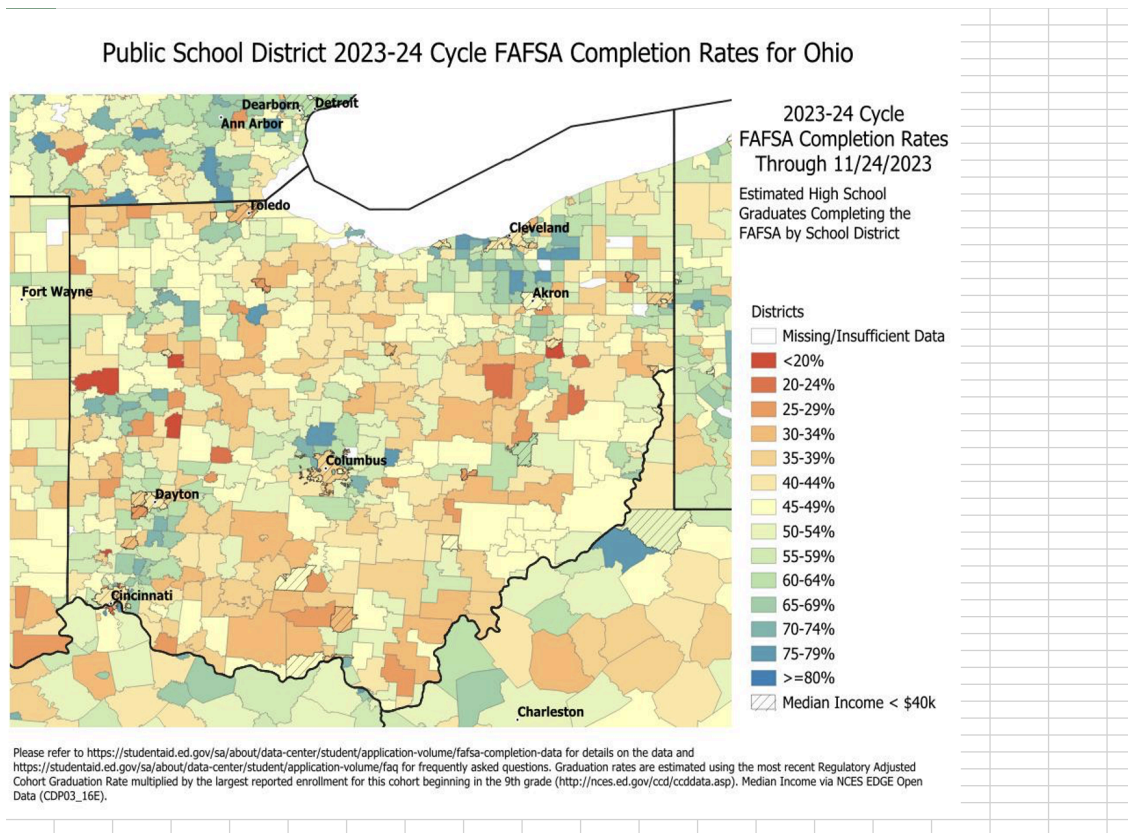 Public School District 2023-24 Cycle FAFSA Completion Rates for Ohio
Dearborn
Detroit
Ann Arbor
Toledo
Cleveland
Fort Wayne
Akron
Columbus
Dayton
Cincinnati
Charleston
2023-24 Cycle
FAFSA Completion Rates
Through 11/24/2023
Estimated High School
Graduates Completing the
FAFSA by School District
Districts
Missing/Insufficient Data
<20%
20-24%
25-29%
30-34%
35-39%
40-44%
45-49%
50-54%
55-59%
60-64%
65-69%
70-74%
75-79%
>=80%
Median Income < $40k
Please refer to https://studentaid.ed.gov/sa/about/data-center/student/application-volume/fafsa-completion-data for details on the data and
https://studentaid.ed.gov/sa/about/data-center/student/application-volume/faq for frequently asked questions. Graduation rates are estimated using the most recent Regulatory Adjusted
Cohort Graduation Rate multiplied by the largest reported enrollment for this cohort beginning in the 9th grade (http://nces.ed.gov/ccd/ccddata.asp). Median Income via NCES EDGE Open
Data (CDP03_16E).